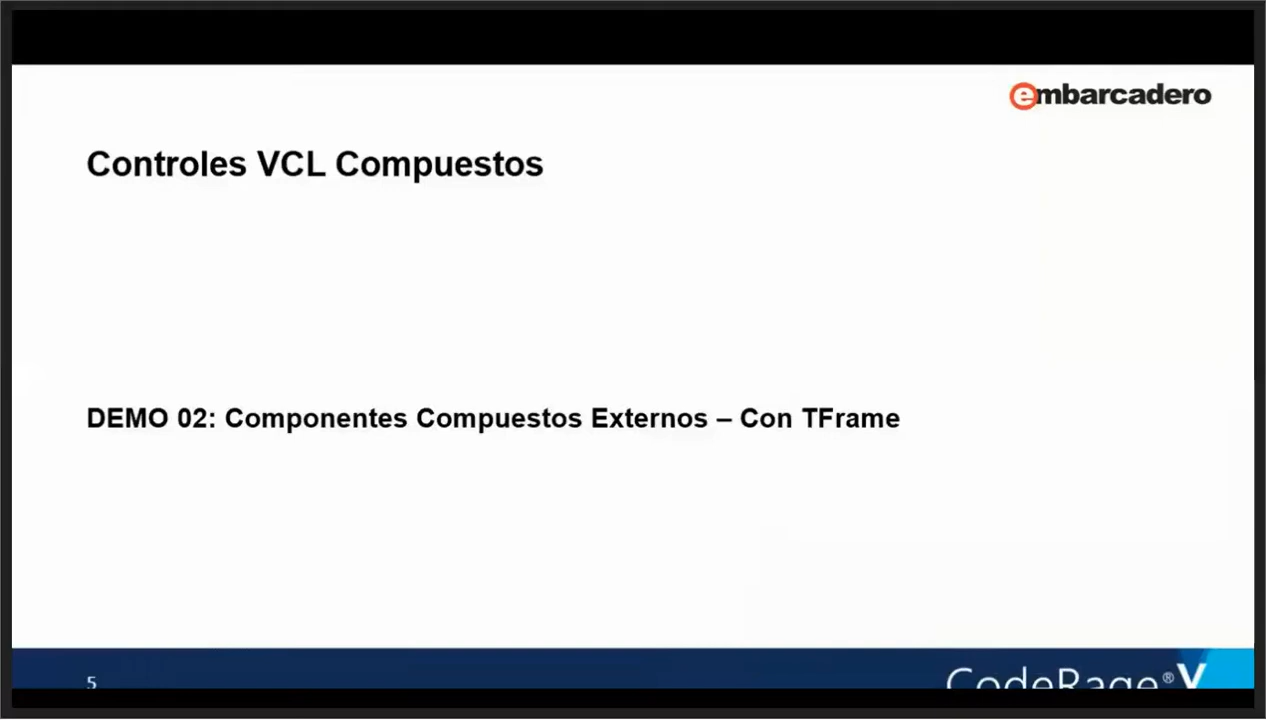 embarcadero
Controles VCL Compuestos
DEMO 02: Componentes Compuestos Externos – Con TFrame
5
CodeRage®